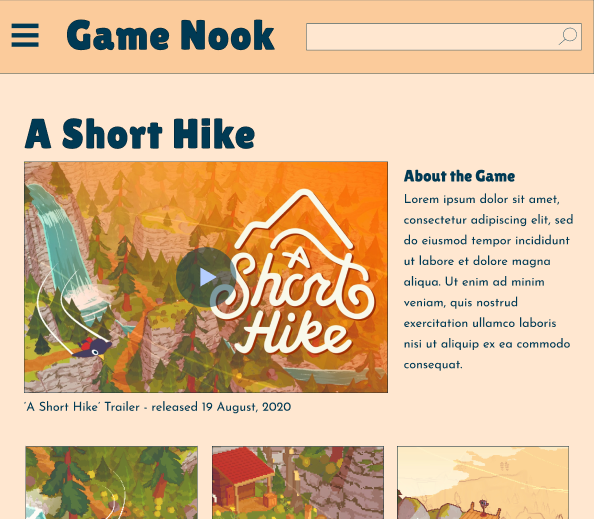 Game Nook
A Short Hike
A
Short
Hike
About the Game
Lorem ipsum dolor sit amet,
consectetur adipiscing elit, sed
do eiusmod tempor incididunt
ut labore et dolore magna
aliqua. Ut enim ad minim
veniam, quis nostrud
exercitation ullamco laboris
nisi ut aliquip ex ea commodo
consequat.
'A Short Hike' Trailer - released 19 August, 2020